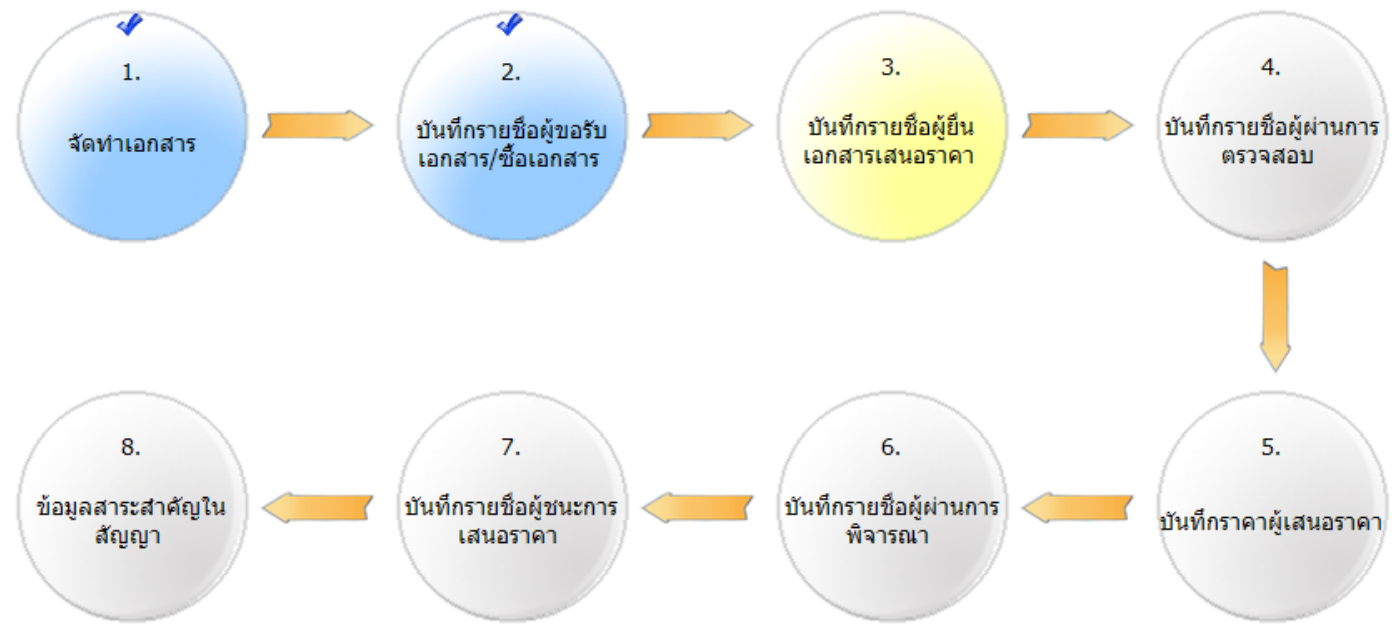 1.
จัดทำเอกสาร
2.
บันทึกรายชื่อผู้ขอรับ
เอกสาร/ซื้อเอกสาร
3.
บันทึกรายชื่อผู้ยื่น
เอกสารเสนอราคา
4.
บันทึกรายชื่อผู้ผ่านการ
ตรวจสอบ
5.
บันทึกราคาผู้เสนอราคา
6.
บันทึกรายชื่อผู้ผ่านการ
พิจารณา
7.
บันทึกรายชื่อผู้ชนะการ
เสนอราคา
8.
ข้อมูลสาระสำคัญใน
สัญญา